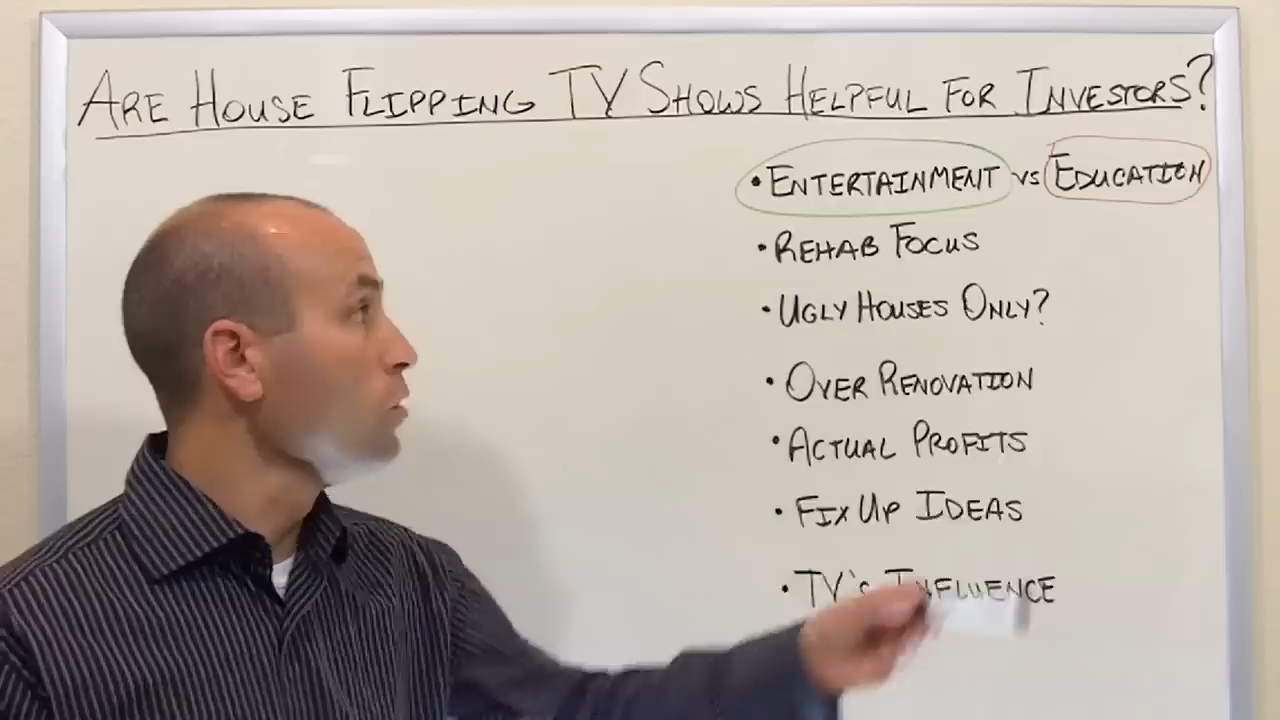 ARE HOUSE FLIPPING TV SHOWS HELPFUL FOR INVESTORS?
• ENTERTAINMENT VS EDUCATION
• REHAB FOCUS
• UGLY HOUSES ONLY?
• OVER RENOVATION
• ACTUAL PROFITS
• FIX UP IDEAS
• TV'S INFLUENCE